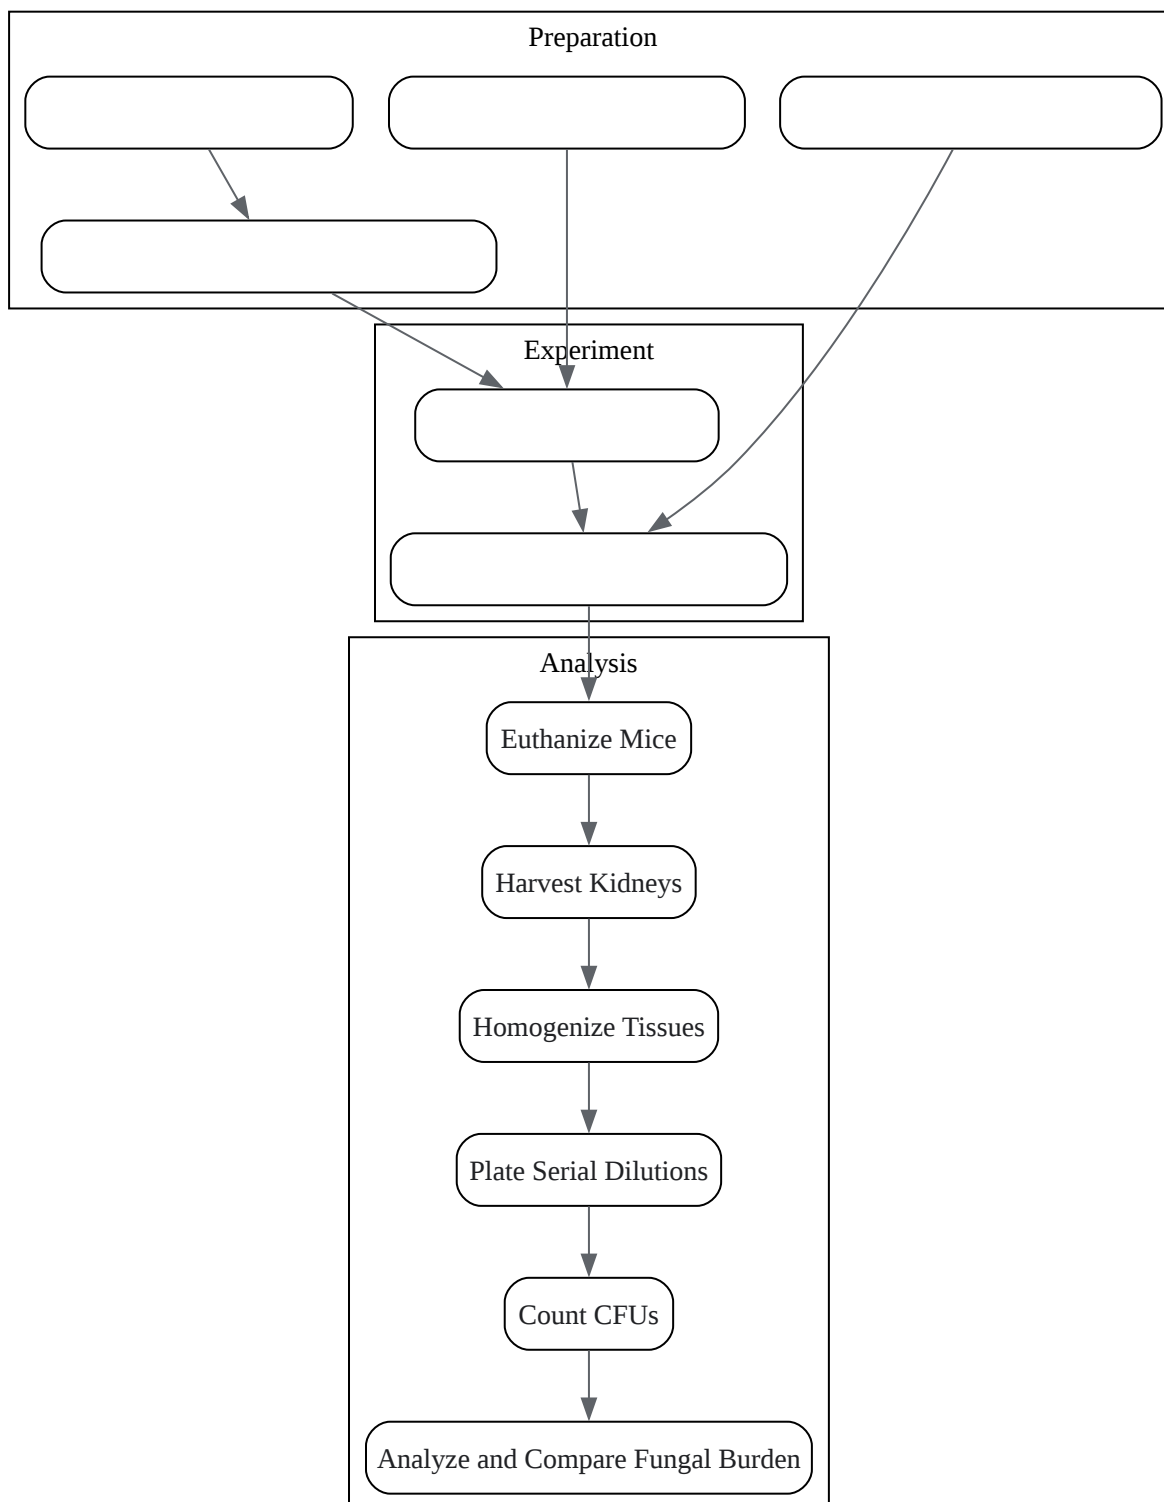 Preparation
Experiment
Analysis
Euthanize Mice
Harvest Kidneys
Homogenize Tissues
Plate Serial Dilutions
Count CFUs
Analyze and Compare Fungal Burden